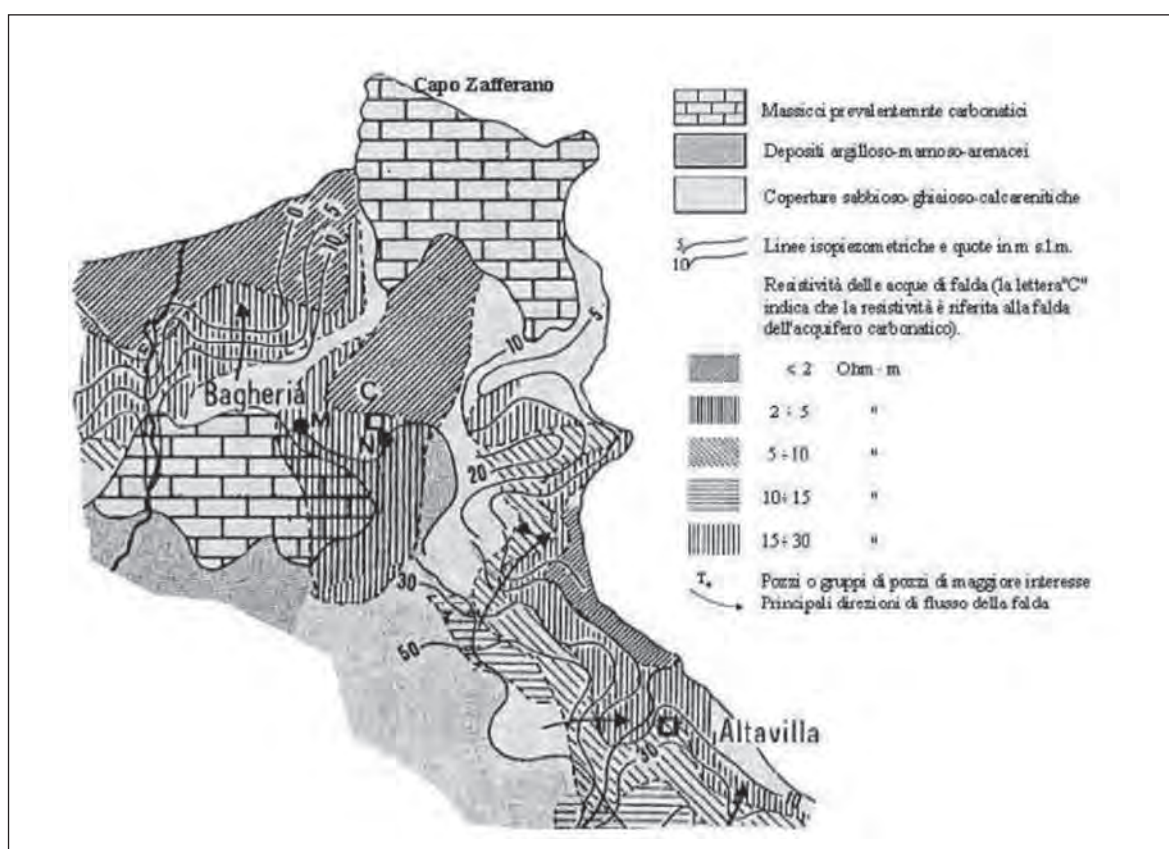 Capo Zafferano
Massicci prevalentemnte carbonatici
Depositi argilloso-marnoso-arenacei
Coperture sabbioso-ghiaioso-calcarenitiche
5
10
Linee isopiezometriche e quote in m s.l.m.
Resistività delle acque di falda (la lettera"C"
indica che la resistività è riferita alla falda
dell'acquifero carbonatico).
< 2 Ohm · m
2 ÷ 5 "
5 ÷ 10 "
10 ÷ 15 "
15 ÷ 30 "
Pozzi o gruppi di pozzi di maggiore interesse
Principali direzioni di flusso della falda
0
5
10
5
10
Bagheria
C
M
N
20
30
50
Altavilla
30